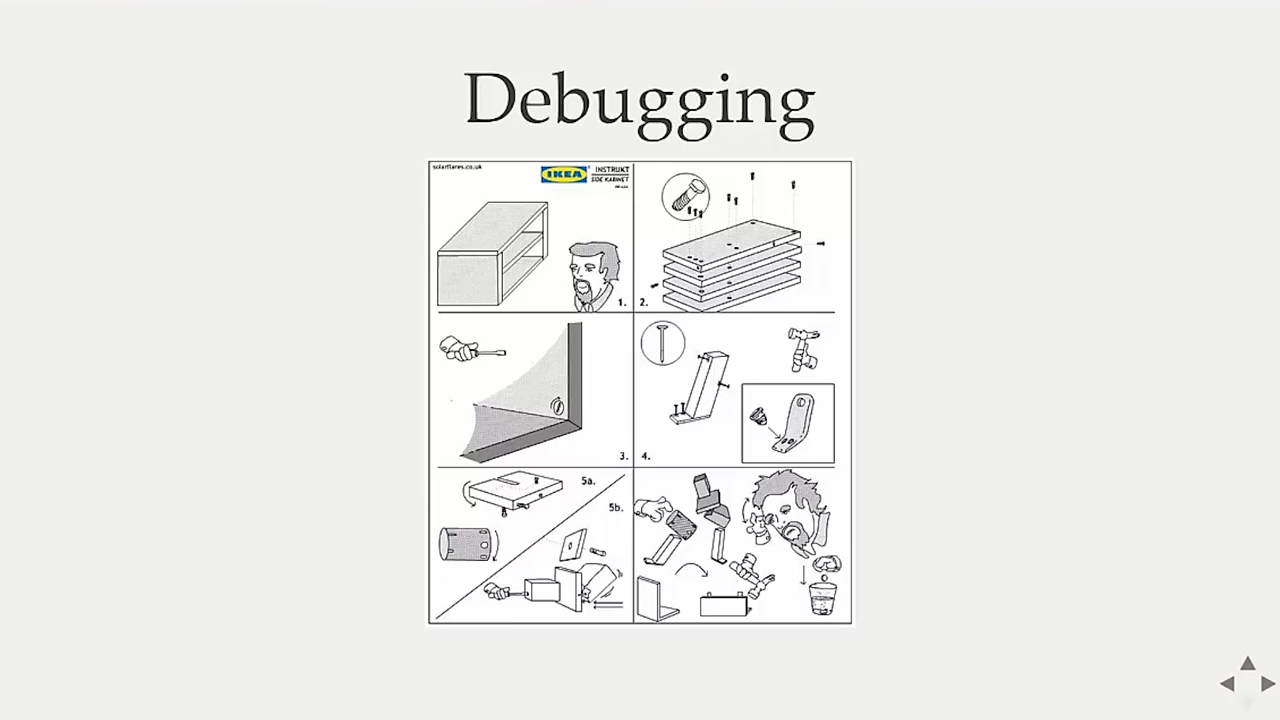 Debugging
solarflares.co.uk
IKEA
INSTRUKT
SIDE KABINET
1.
2.
3.
4.
5a.
5b.